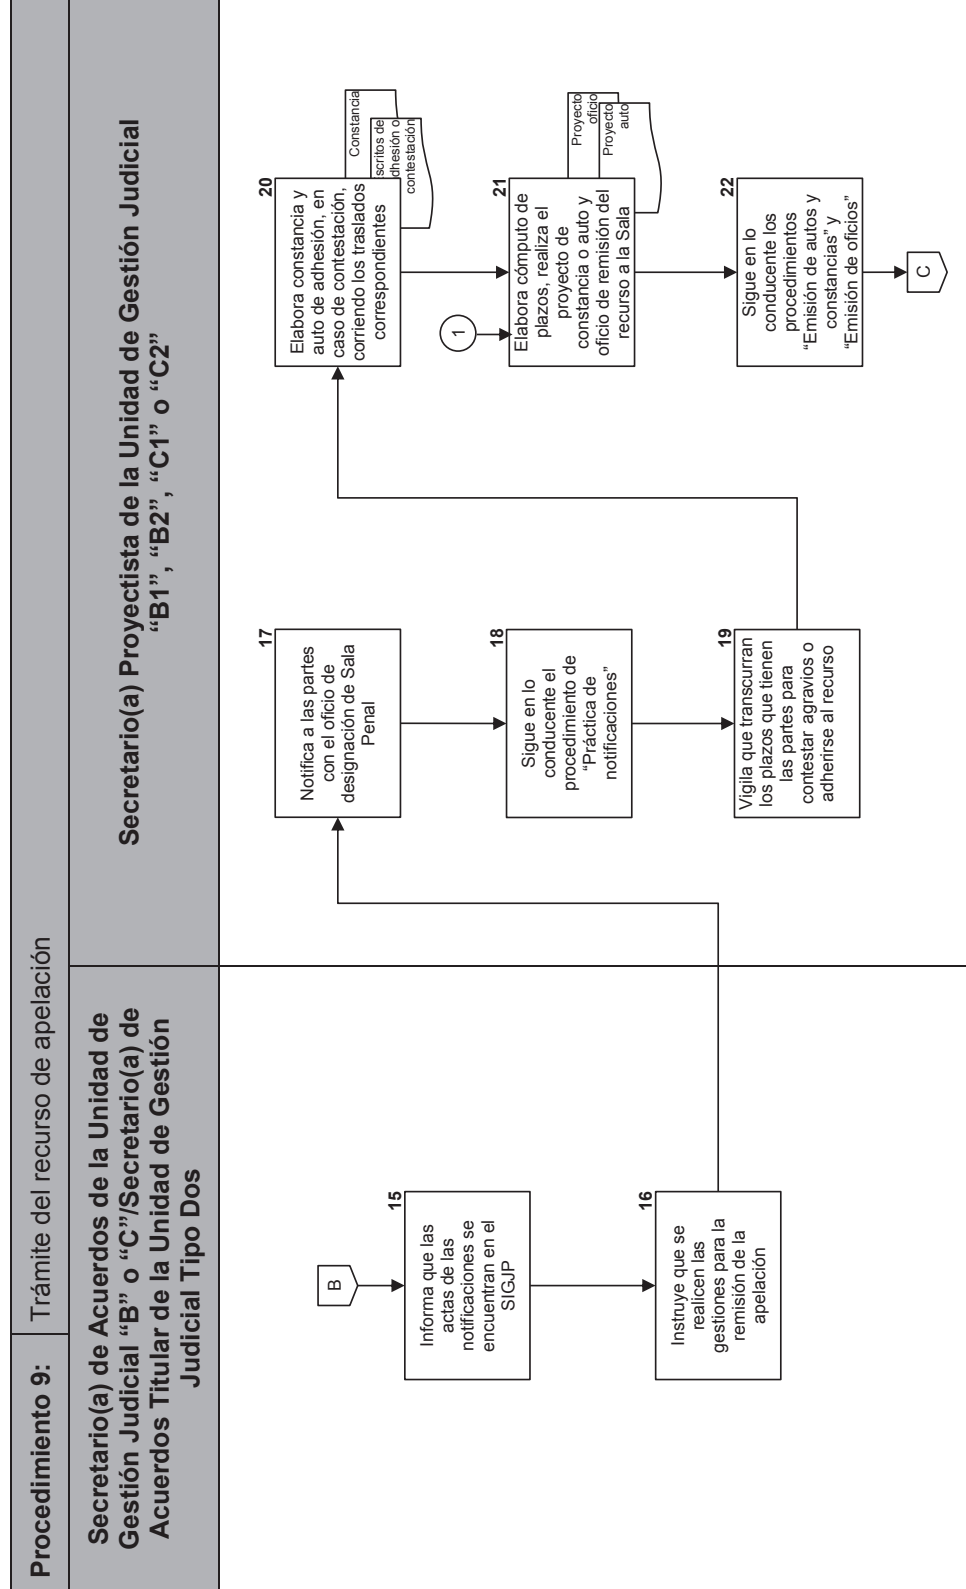 Procedimiento 9:
Trámite del recurso de apelación
Secretario(a) de Acuerdos de la Unidad de
Gestión Judicial “B” o “C”/Secretario(a) de
Acuerdos Titular de la Unidad de Gestión
Judicial Tipo Dos
Secretario(a) Proyectista de la Unidad de Gestión Judicial
“B1”, “B2”, “C1” o “C2”
B
15
Informa que las
actas de las
notificaciones se
encuentran en el
SIGJP
16
Instruye que se
realicen las
gestiones para la
remisión de la
apelación
17
Notifica a las partes
con el oficio de
designación de Sala
Penal
18
Sigue en lo
conducente el
procedimiento de
“Práctica de
notificaciones”
19
Vigila que transcurran
los plazos que tienen
las partes para
contestar agravios o
adherirse al recurso
20
Elabora constancia y
auto de adhesión, en
caso de contestación,
corriendo los traslados
correspondientes
Constancia
scritos de
dhesión o
contestación
1
21
Elabora cómputo de
plazos, realiza el
proyecto de
constancia o auto y
oficio de remisión del
recurso a la Sala
Proyecto
oficio
Proyecto
auto
22
Sigue en lo
conducente los
procedimientos
“Emisión de autos y
constancias” y
“Emisión de oficios”
C